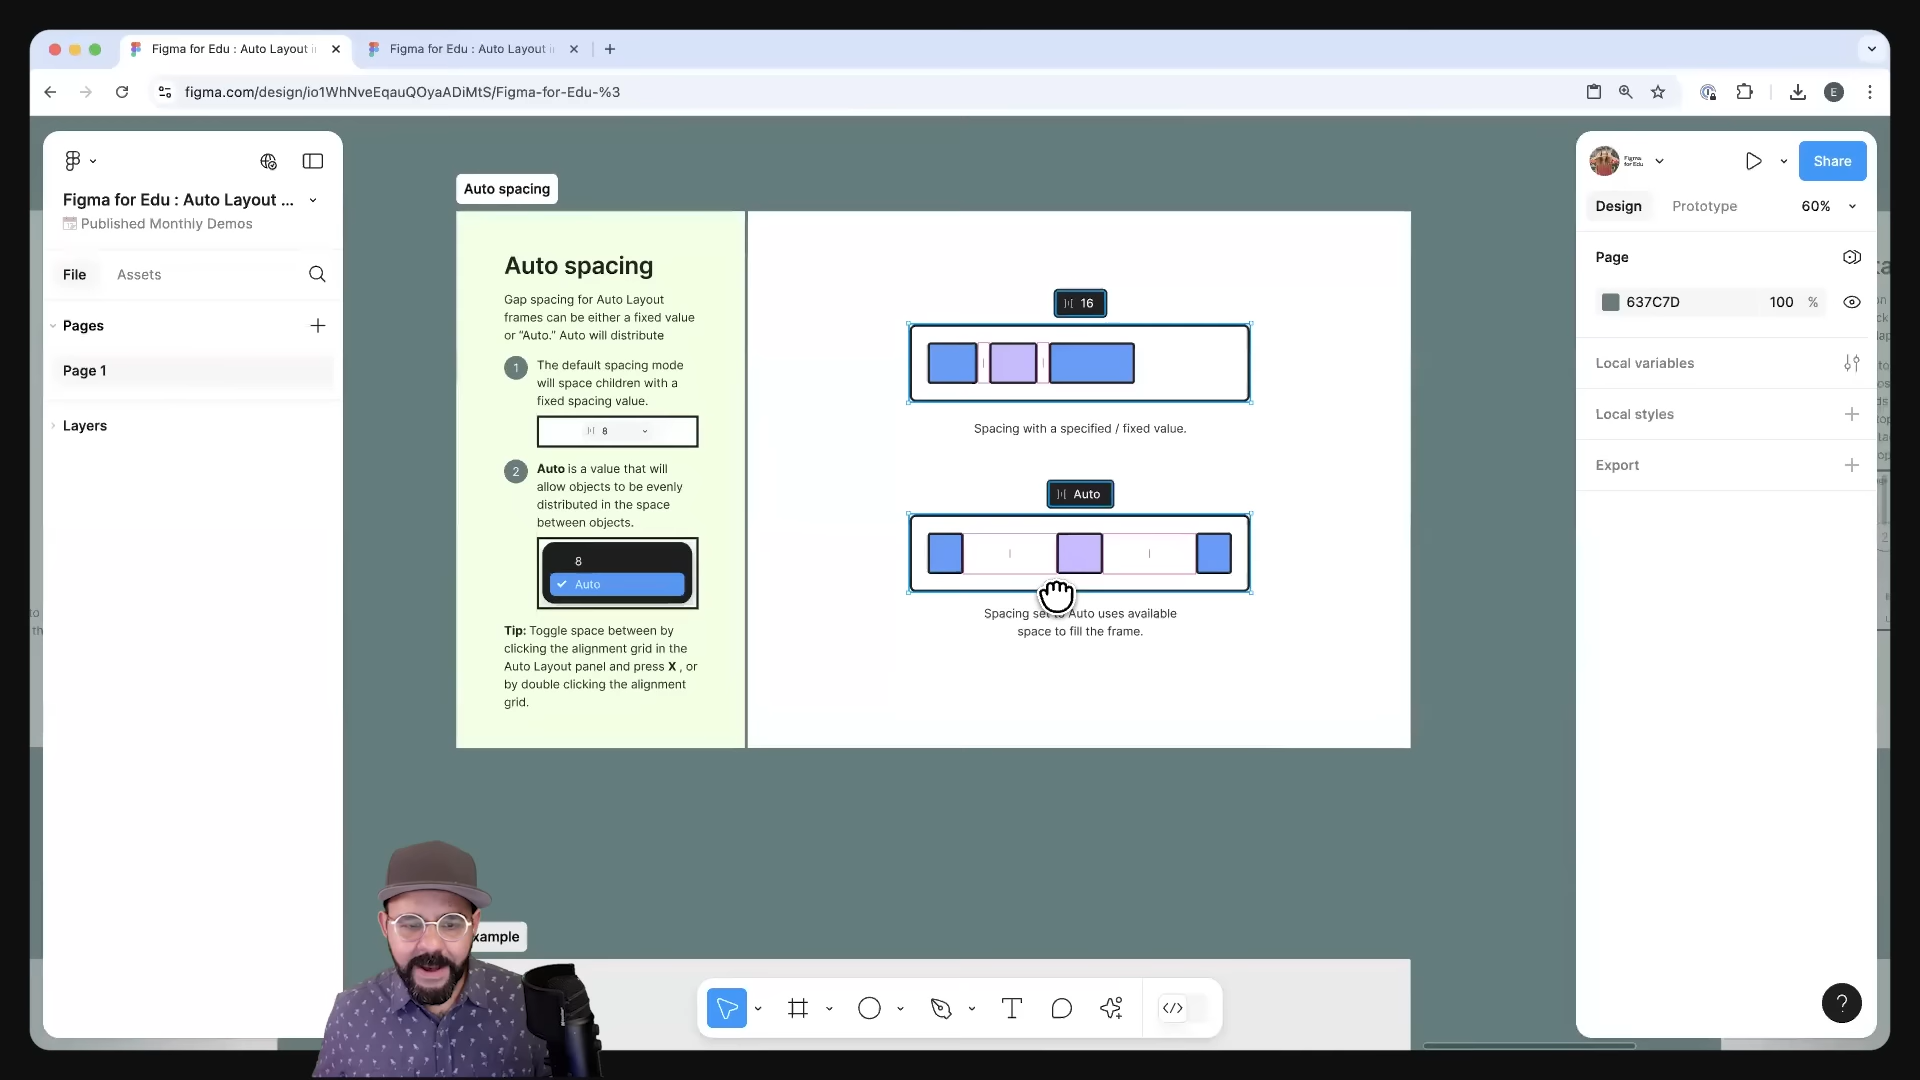 Figma for Edu : Auto Layout i
Figma for Edu : Auto Layout i
figma.com/design/io1WhNveEqauQOyaADiMtS/Figma-for-Edu-%3
E
Figma for Edu : Auto Layout ...
Published Monthly Demos
File
Assets
Pages
Page 1
Layers
Auto spacing
Auto spacing
Gap spacing for Auto Layout
frames can be either a fixed value
or “Auto.” Auto will distribute
1
The default spacing mode
will space children with a
fixed spacing value.
8
2
Auto is a value that will
allow objects to be evenly
distributed in the space
between objects.
8
Auto
Tip: Toggle space between by
clicking the alignment grid in the
Auto Layout panel and press X , or
by double clicking the alignment
grid.
16
Spacing with a specified / fixed value.
Auto
Spacing set to Auto uses available
space to fill the frame.
xample
Figma
for Edu
Share
Design
Prototype
60%
Page
637C7D
100
%
Local variables
Local styles
Export
?